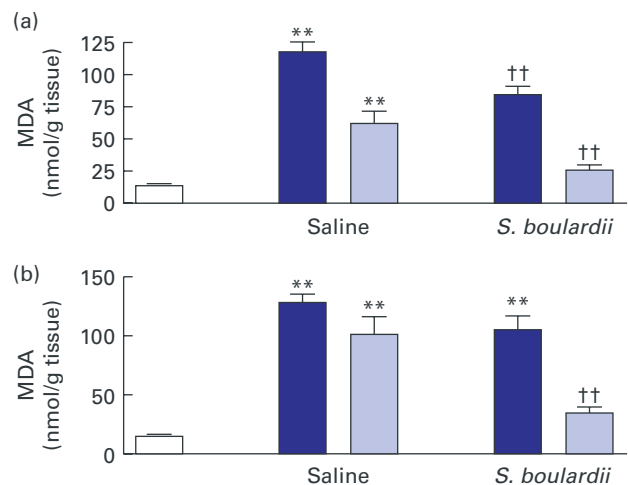 (a)
MDA
(nmol/g tissue)
125
100
75
50
25
0
**
**
††
††
Saline
S. boulardii
(b)
MDA
(nmol/g tissue)
150
100
50
0
**
**
**
††
Saline
S. boulardii